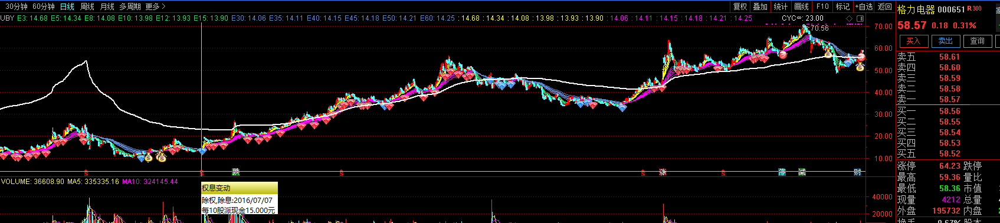 30分钟 60分钟 日线 周线 月线 多周期 更多>
复权 叠加 统计 画线 F10 标记 +自选 返回
格力电器 000651 R 300
UBY E3: 14.68 E5: 14.34 E8: 14.08 E10: 13.98 E12: 13.93 E15: 13.90 E30: 14.06 E35: 14.11 E40: 14.15 E45: 14.18 E50: 14.21 E60: 14.25 : 14.68 : 14.34 : 14.08 : 13.98 : 13.93 : 13.90 : 14.06 : 14.11 : 14.15 : 14.18 : 14.21 : 14.25 CYC∞: 23.00
58.57 0.18 0.31%
70.56
70.00
60.00
50.00
40.00
30.00
20.00
10.00
买入 卖出 查询
卖五 58.61
卖四 58.60
卖三 58.59
卖二 58.58
卖一 58.57
买一 58.56
买二 58.55
买三 58.54
买四 58.53
买五 58.52
涨停 64.23 跌停
最高 59.36 量比
最低 58.36 市值
现量 4212 总量
外盘 195732 内盘
换手 0.67% 股本
跌 涨 停 减 财
VOLUME: 36608.90 MA5: 335335.16 MA10: 324145.44
权息变动
除权,除息:2016/07/07
每10股派现金15.000元
40000
20000